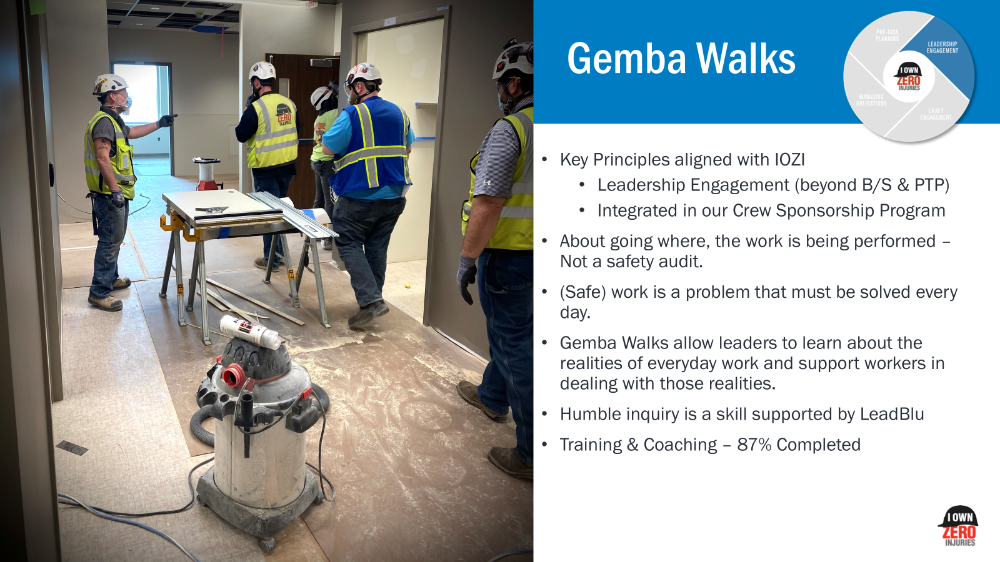 Gemba Walks
PRE-TASK
PLANNING
LEADERSHIP
ENGAGEMENT
MANAGING
OBLIGATIONS
CRAFT
ENGAGEMENT
I OWN
ZERO
INJURIES
• Key Principles aligned with IOZI
• Leadership Engagement (beyond B/S & PTP)
• Integrated in our Crew Sponsorship Program
• About going where, the work is being performed –
Not a safety audit.
• (Safe) work is a problem that must be solved every
day.
• Gemba Walks allow leaders to learn about the
realities of everyday work and support workers in
dealing with those realities.
• Humble inquiry is a skill supported by LeadBlu
• Training & Coaching – 87% Completed
I OWN
ZERO
INJURIES
ZERO
INJURIES